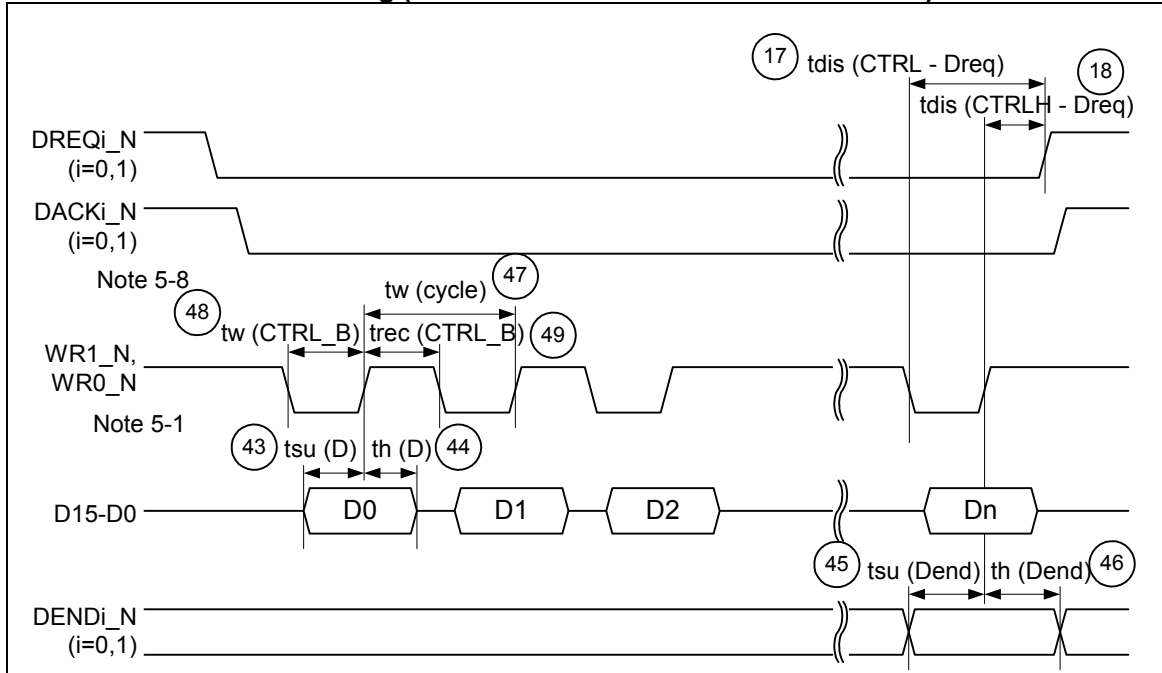 17 tdis (CTRL - Dreq)
18
tdis (CTRLH - Dreq)
DREQi_N
(i=0,1)
DACKi_N
(i=0,1)
Note 5-8
47
tw (cycle)
48
tw (CTRL_B) trec (CTRL_B) 49
WR1_N,
WR0_N
Note 5-1
43 tsu (D) th (D) 44
D15-D0 D0 D1 D2 Dn
45 tsu (Dend) th (Dend) 46
DENDi_N
(i=0,1)